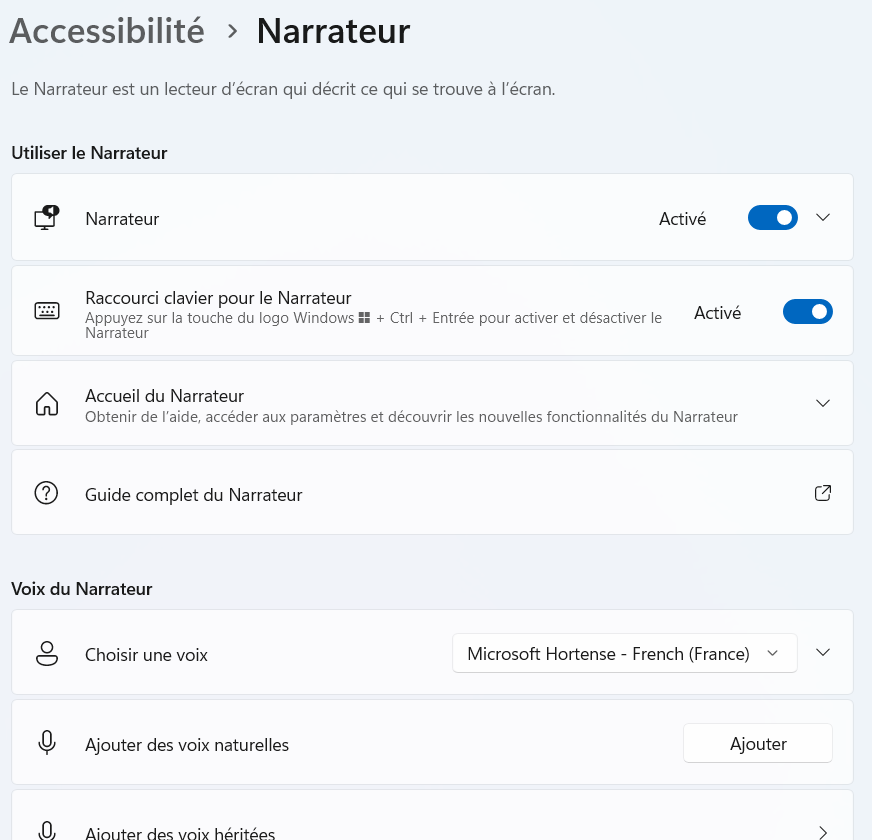 Accessibilité > Narrateur
Le Narrateur est un lecteur d’écran qui décrit ce qui se trouve à l’écran.
Utiliser le Narrateur
Narrateur
Activé
Raccourci clavier pour le Narrateur
Appuyez sur la touche du logo Windows + Ctrl + Entrée pour activer et désactiver le
Narrateur
Activé
Accueil du Narrateur
Obtenir de l’aide, accéder aux paramètres et découvrir les nouvelles fonctionnalités du Narrateur
Guide complet du Narrateur
Voix du Narrateur
Choisir une voix
Microsoft Hortense - French (France)
Ajouter des voix naturelles
Ajouter
Ajouter des voix héritées